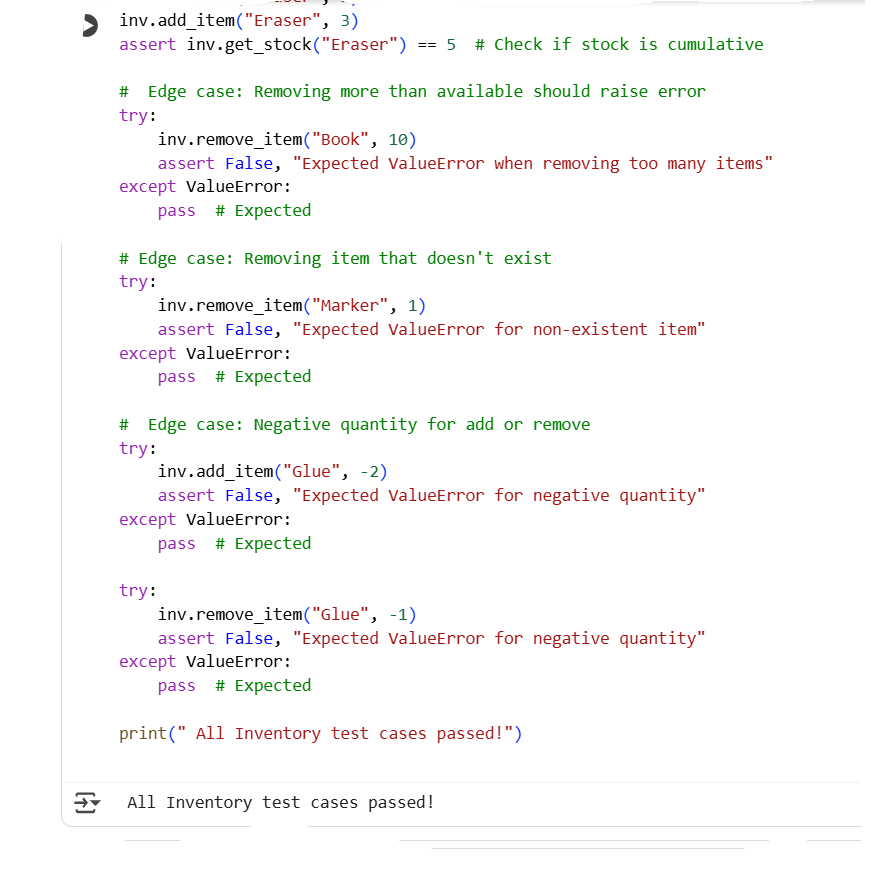 inv.add_item("Eraser", 3)
assert inv.get_stock("Eraser") == 5  # Check if stock is cumulative
#  Edge case: Removing more than available should raise error
try:
    inv.remove_item("Book", 10)
    assert False, "Expected ValueError when removing too many items"
except ValueError:
    pass  # Expected
# Edge case: Removing item that doesn't exist
try:
    inv.remove_item("Marker", 1)
    assert False, "Expected ValueError for non-existent item"
except ValueError:
    pass  # Expected
#  Edge case: Negative quantity for add or remove
try:
    inv.add_item("Glue", -2)
    assert False, "Expected ValueError for negative quantity"
except ValueError:
    pass  # Expected
try:
    inv.remove_item("Glue", -1)
    assert False, "Expected ValueError for negative quantity"
except ValueError:
    pass  # Expected
print(" All Inventory test cases passed!")
All Inventory test cases passed!